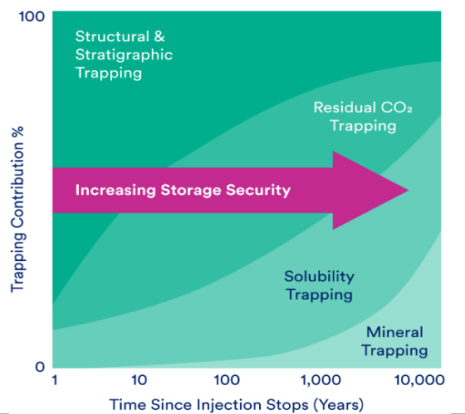 100
Structural &
Stratigraphic
Trapping
Residual CO₂
Trapping
Increasing Storage Security
Solubility
Trapping
Mineral
Trapping
Trapping Contribution %
0
1 10 100 1,000 10,000
Time Since Injection Stops (Years)